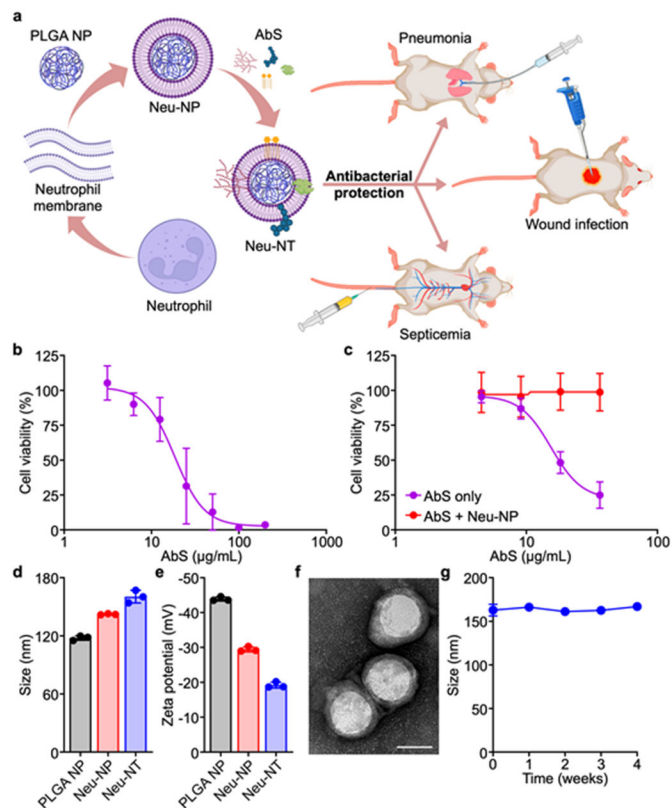 a
PLGA NP
Neu-NP
AbS
Neutrophil
membrane
Neutrophil
Neu-NT
Antibacterial
protection
Pneumonia
Wound infection
Septicemia
b
Cell viability (%)
125
100
75
50
25
0
1 10 100 1000
AbS (µg/mL)
c
Cell viability (%)
125
100
75
50
25
0
AbS only
AbS + Neu-NP
1 10 100
AbS (µg/mL)
d
Size (nm)
180
120
60
0
PLGA NP
Neu-NP
Neu-NT
e
Zeta potential (mV)
-50
-40
-30
-20
-10
0
PLGA NP
Neu-NP
Neu-NT
f
g
Size (nm)
200
150
100
50
0
0 1 2 3 4
Time (weeks)